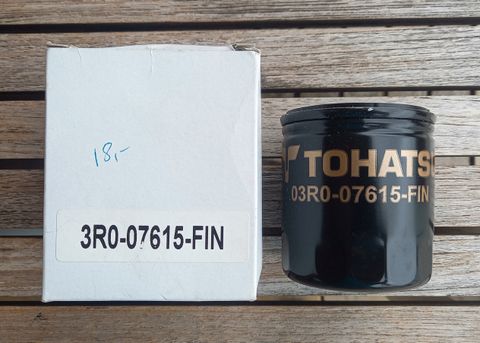 18,-
3R0-07615-FIN
TOHATS
03R0-07615-FIN